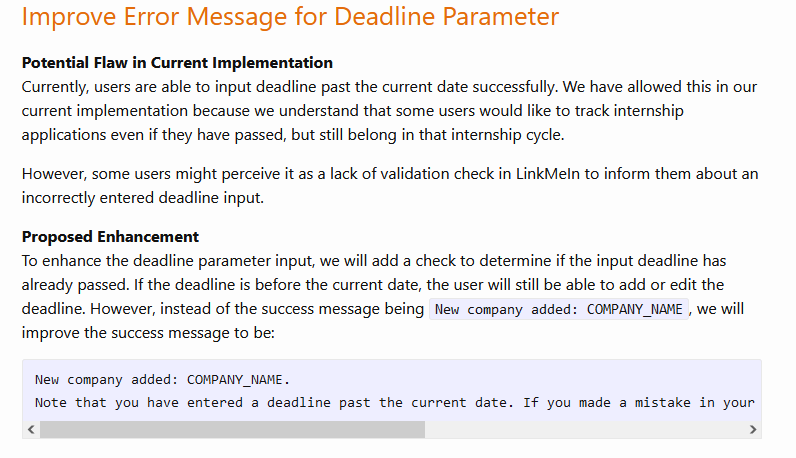 Improve Error Message for Deadline Parameter
Potential Flaw in Current Implementation
Currently, users are able to input deadline past the current date successfully. We have allowed this in our
current implementation because we understand that some users would like to track internship
applications even if they have passed, but still belong in that internship cycle.
However, some users might perceive it as a lack of validation check in LinkMeIn to inform them about an
incorrectly entered deadline input.
Proposed Enhancement
To enhance the deadline parameter input, we will add a check to determine if the input deadline has
already passed. If the deadline is before the current date, the user will still be able to add or edit the
deadline. However, instead of the success message being New company added: COMPANY_NAME, we will
improve the success message to be:
New company added: COMPANY_NAME.
Note that you have entered a deadline past the current date. If you made a mistake in your